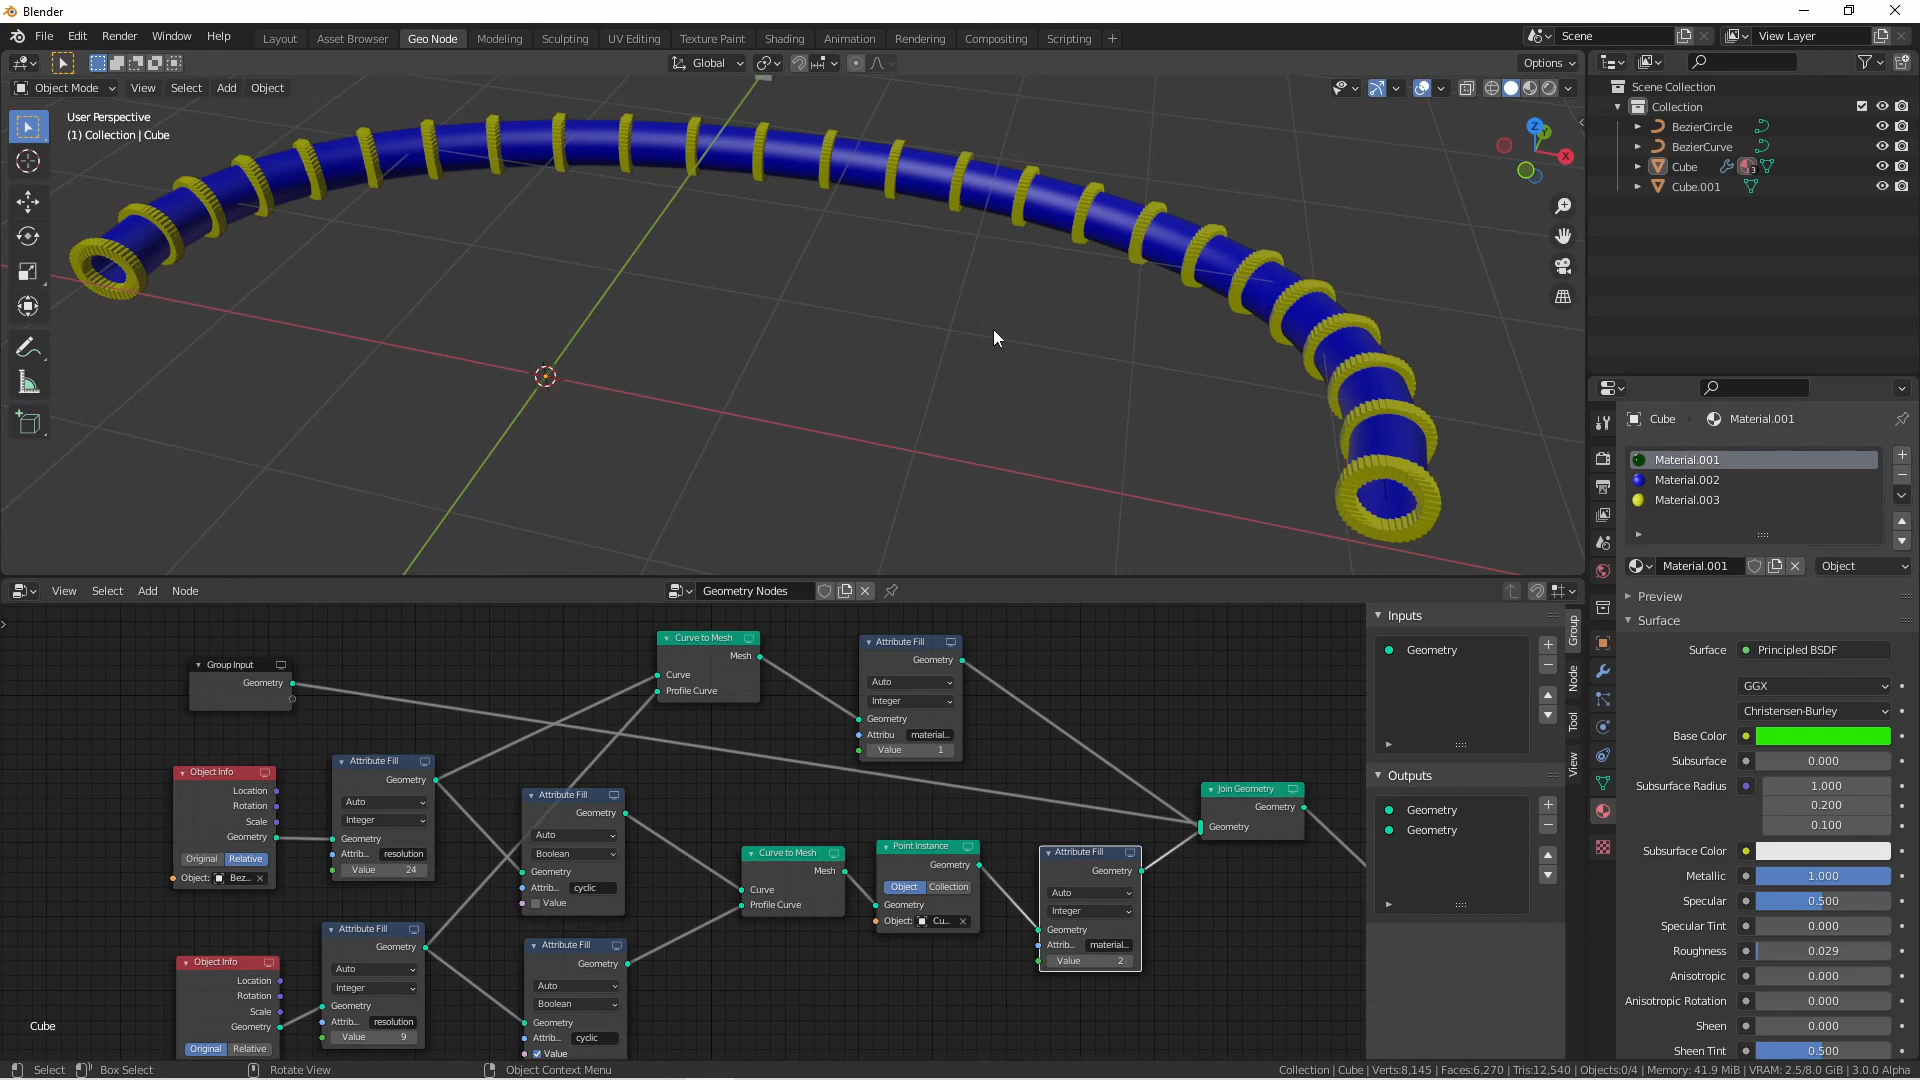 Blender
File Edit Render Window Help Layout Asset Browser Geo Node Modeling Sculpting UV Editing Texture Paint Shading Animation Rendering Compositing Scripting + Scene View Layer
Global Options
Object Mode View Select Add Object
User Perspective
(1) Collection | Cube
Z
Y
X
Scene Collection
Collection
BezierCircle
BezierCurve
Cube 3
Cube.001
Cube Material.001
Material.001
Material.002
Material.003
Material.001 Object
Preview
Surface
Surface Principled BSDF
GGX
Christensen-Burley
Base Color
Subsurface 0.000
Subsurface Radius 1.000
0.200
0.100
Subsurface Color
Metallic 1.000
Specular 0.500
Specular Tint 0.000
Roughness 0.029
Anisotropic 0.000
Anisotropic Rotation 0.000
Sheen 0.000
Sheen Tint 0.500
View Select Add Node Geometry Nodes
Group Input
Geometry
Object Info
Location
Rotation
Scale
Geometry
Original Relative
Object: Bez...
Object Info
Location
Rotation
Scale
Geometry
Original Relative
Attribute Fill
Geometry
Auto
Integer
Geometry
Attrib... resolution
Value 24
Attribute Fill
Geometry
Auto
Integer
Geometry
Attrib... resolution
Value 9
Attribute Fill
Geometry
Auto
Boolean
Geometry
Attrib... cyclic
Value
Attribute Fill
Geometry
Auto
Boolean
Geometry
Attrib... cyclic
Value
Curve to Mesh
Mesh
Curve
Profile Curve
Curve to Mesh
Mesh
Curve
Profile Curve
Attribute Fill
Geometry
Auto
Integer
Geometry
Attribu material...
Value 1
Point Instance
Geometry
Object Collection
Geometry
Object: Cu...
Attribute Fill
Geometry
Auto
Integer
Geometry
Attrib... material...
Value 2
Join Geometry
Geometry
Geometry
Cube
Inputs
Geometry
Outputs
Geometry
Geometry
Group
Node
Tool
View
Select Box Select Rotate View Object Context Menu Collection | Cube | Verts:8,145 | Faces:6,270 | Tris:12,540 | Objects:0/4 | Memory: 41.9 MiB | VRAM: 2.5/8.0 GiB | 3.0.0 Alpha